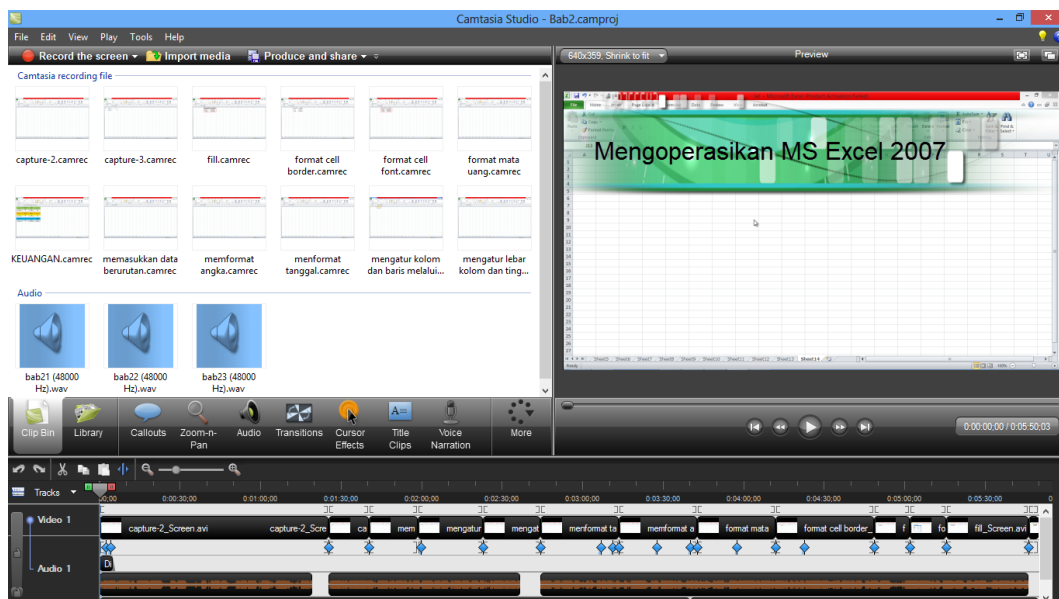 Camtasia Studio - Bab2.camproj
File Edit View Play Tools Help
Record the screen Import media Produce and share
640x359, Shrink to fit
Preview
Camtasia recording file
capture-2.camrec
capture-3.camrec
fill.camrec
format cell
border.camrec
format cell
font.camrec
format mata
uang.camrec
KEUANGAN.camrec
memasukkan data
berurutan.camrec
memformat
angka.camrec
menformat
tanggal.camrec
mengatur kolom
dan baris melalui...
mengatur lebar
kolom dan ting...
Audio
bab21 (48000
Hz).wav
bab22 (48000
Hz).wav
bab23 (48000
Hz).wav
Mengoperasikan MS Excel 2007
Clip Bin
Library
Callouts
Zoom-n-
Pan
Audio
Transitions
Cursor
Effects
A=
Title
Clips
Voice
Narration
More
0:00:00;00 / 0:05:50;03
Tracks
0:00:30;00 0:01:00;00 0:01:30;00 0:02:00;00 0:02:30;00 0:03:00;00 0:03:30;00 0:04:00;00 0:04:30;00 0:05:00;00 0:05:30;00
Video 1
capture-2_Screen.avi capture-2_Scre ca mem mengatur mengat menformat ta memformat a format mata format cell border_ f fo fill_Screen.avi
Di
Audio 1